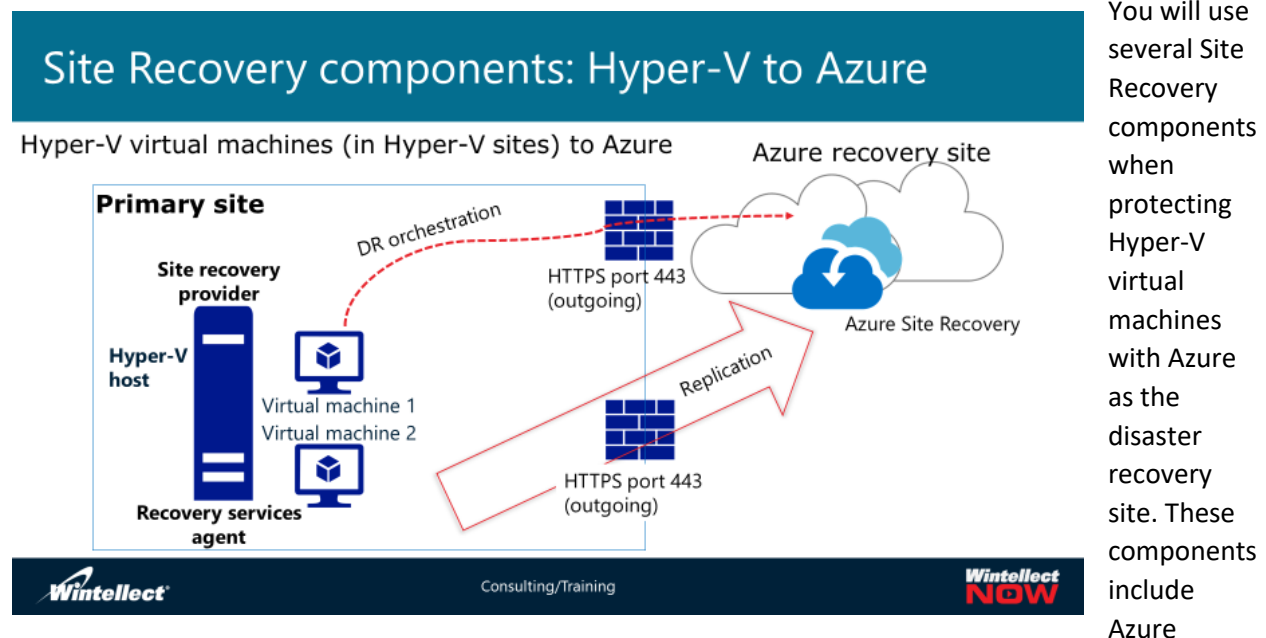 Site Recovery components: Hyper-V to Azure
Hyper-V virtual machines (in Hyper-V sites) to Azure
Azure recovery site
Primary site
DR orchestration
Site recovery
provider
HTTPS port 443
(outgoing)
Azure Site Recovery
Hyper-V
host
Replication
Virtual machine 1
Virtual machine 2
HTTPS port 443
(outgoing)
Recovery services
agent
Wintellect
Consulting/Training
Wintellect
NOW
You will use
several Site
Recovery
components
when
protecting
Hyper-V
virtual
machines
with Azure
as the
disaster
recovery
site. These
components
include
Azure